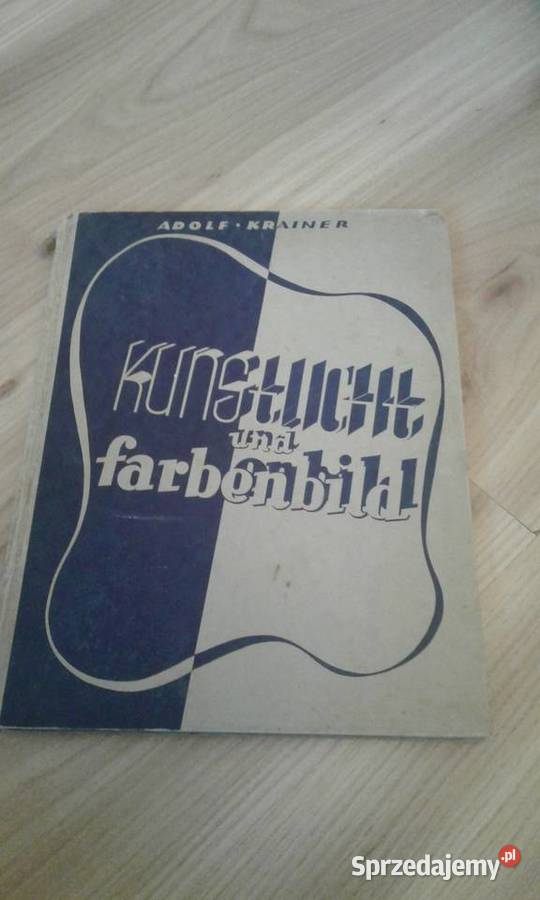 ADOLF · KRAINER
KUNSTLICHT
und
farbenbild
Sprzedajemy.pl